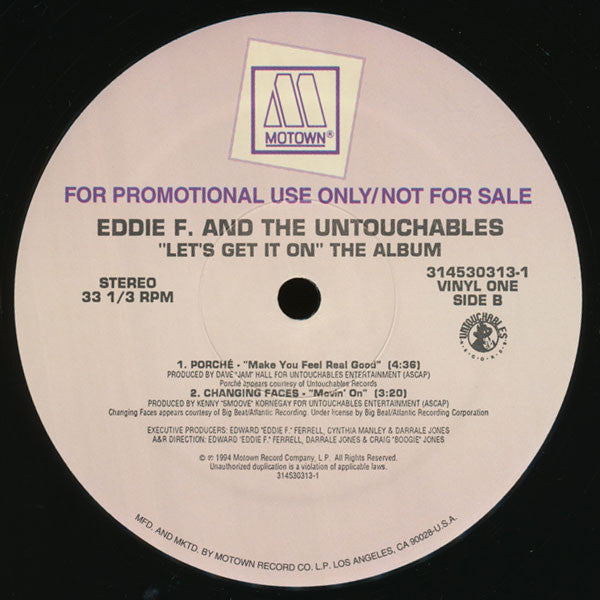 MOTOWN®
FOR PROMOTIONAL USE ONLY/NOT FOR SALE
EDDIE F. AND THE UNTOUCHABLES
"LET'S GET IT ON" THE ALBUM
STEREO
33 1/3 RPM
314530313-1
VINYL ONE
SIDE B
UNTOUCHABLES
RECORDS
1. PORCHÉ - "Make You Feel Real Good" (4:36)
PRODUCED BY DAVE "JAM" HALL FOR UNTOUCHABLES ENTERTAINMENT (ASCAP)
Porché appears courtesy of Untouchables Records
2. CHANGING FACES - "Movin' On" (3:20)
PRODUCED BY KENNY "SMOOVE" KORNEGAY FOR UNTOUCHABLES ENTERTAINMENT (ASCAP)
Changing Faces appears courtesy of Big Beat/Atlantic Recording. Under license by Big Beat/Atlantic Recording Corporation
EXECUTIVE PRODUCERS: EDWARD "EDDIE F." FERRELL, CYNTHIA MANLEY & DARRALE JONES
A&R DIRECTION: EDWARD "EDDIE F." FERRELL, DARRALE JONES & CRAIG "BOOGIE" JONES
© ℗ 1994 Motown Record Company, L.P. All Rights Reserved.
Unauthorized duplication is a violation of applicable laws.
314530313-1
MFD. AND MKTD. BY MOTOWN RECORD CO. L.P. LOS ANGELES, CA 90028-U.S.A.